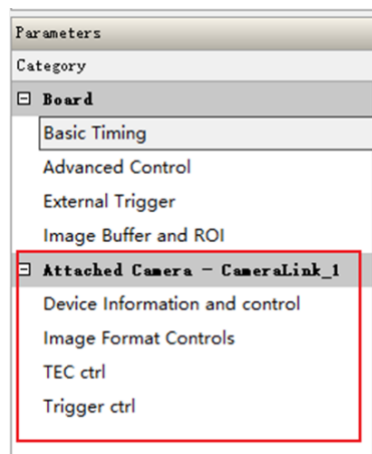 Parameters
Category
Board
Basic Timing
Advanced Control
External Trigger
Image Buffer and ROI
Attached Camera - CameraLink_1
Device Information and control
Image Format Controls
TEC ctrl
Trigger ctrl